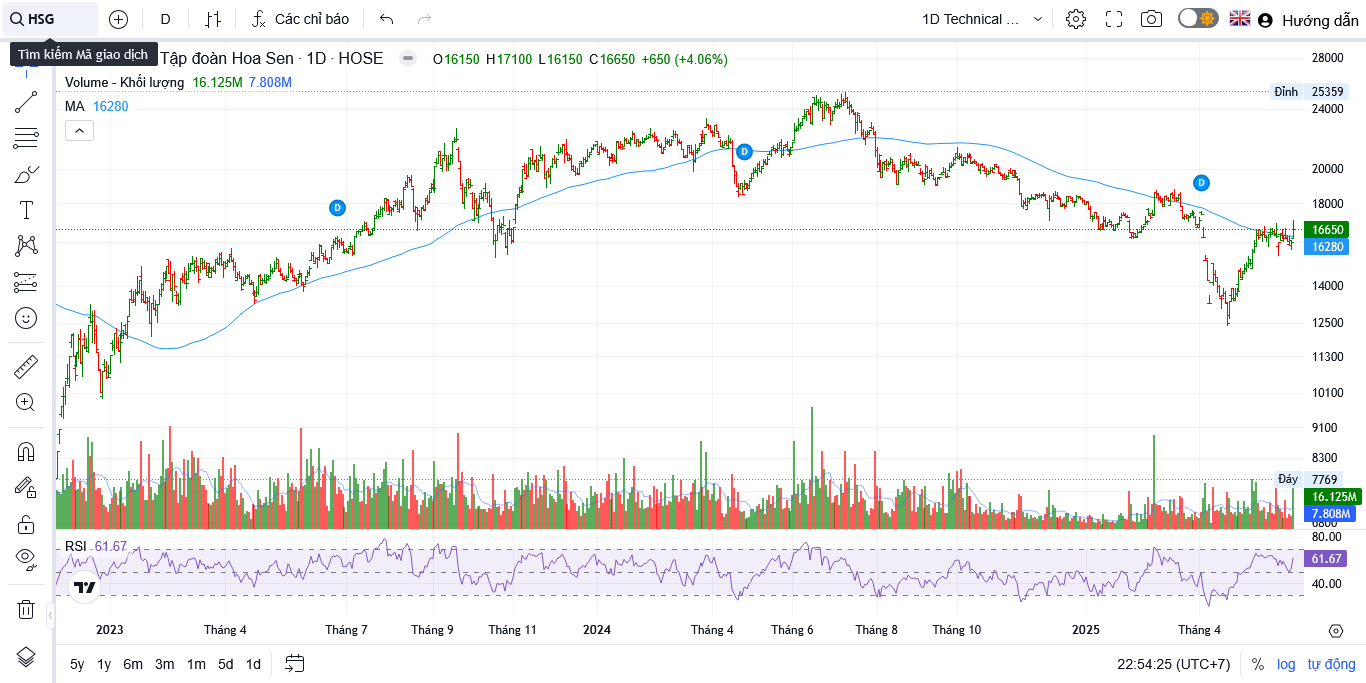 HSG
D
Các chỉ báo
1D Technical ...
Hướng dẫn
Tìm kiếm Mã giao dịch
Tập đoàn Hoa Sen · 1D · HOSE
O16150 H17100 L16150 C16650 +650 (+4.06%)
Volume - Khối lượng 16.125M 7.808M
MA 16280
28000
Đỉnh 25359
24000
D
D
D
20000
18000
16650
16280
14000
12500
11300
10100
9100
8300
Đáy 7769
16.125M
7.808M
6800
RSI 61.67
80.00
61.67
40.00
2023
Tháng 4
Tháng 7
Tháng 9
Tháng 11
2024
Tháng 4
Tháng 6
Tháng 8
Tháng 10
2025
Tháng 4
5y 1y 6m 3m 1m 5d 1d
22:54:25 (UTC+7)
% log tự động